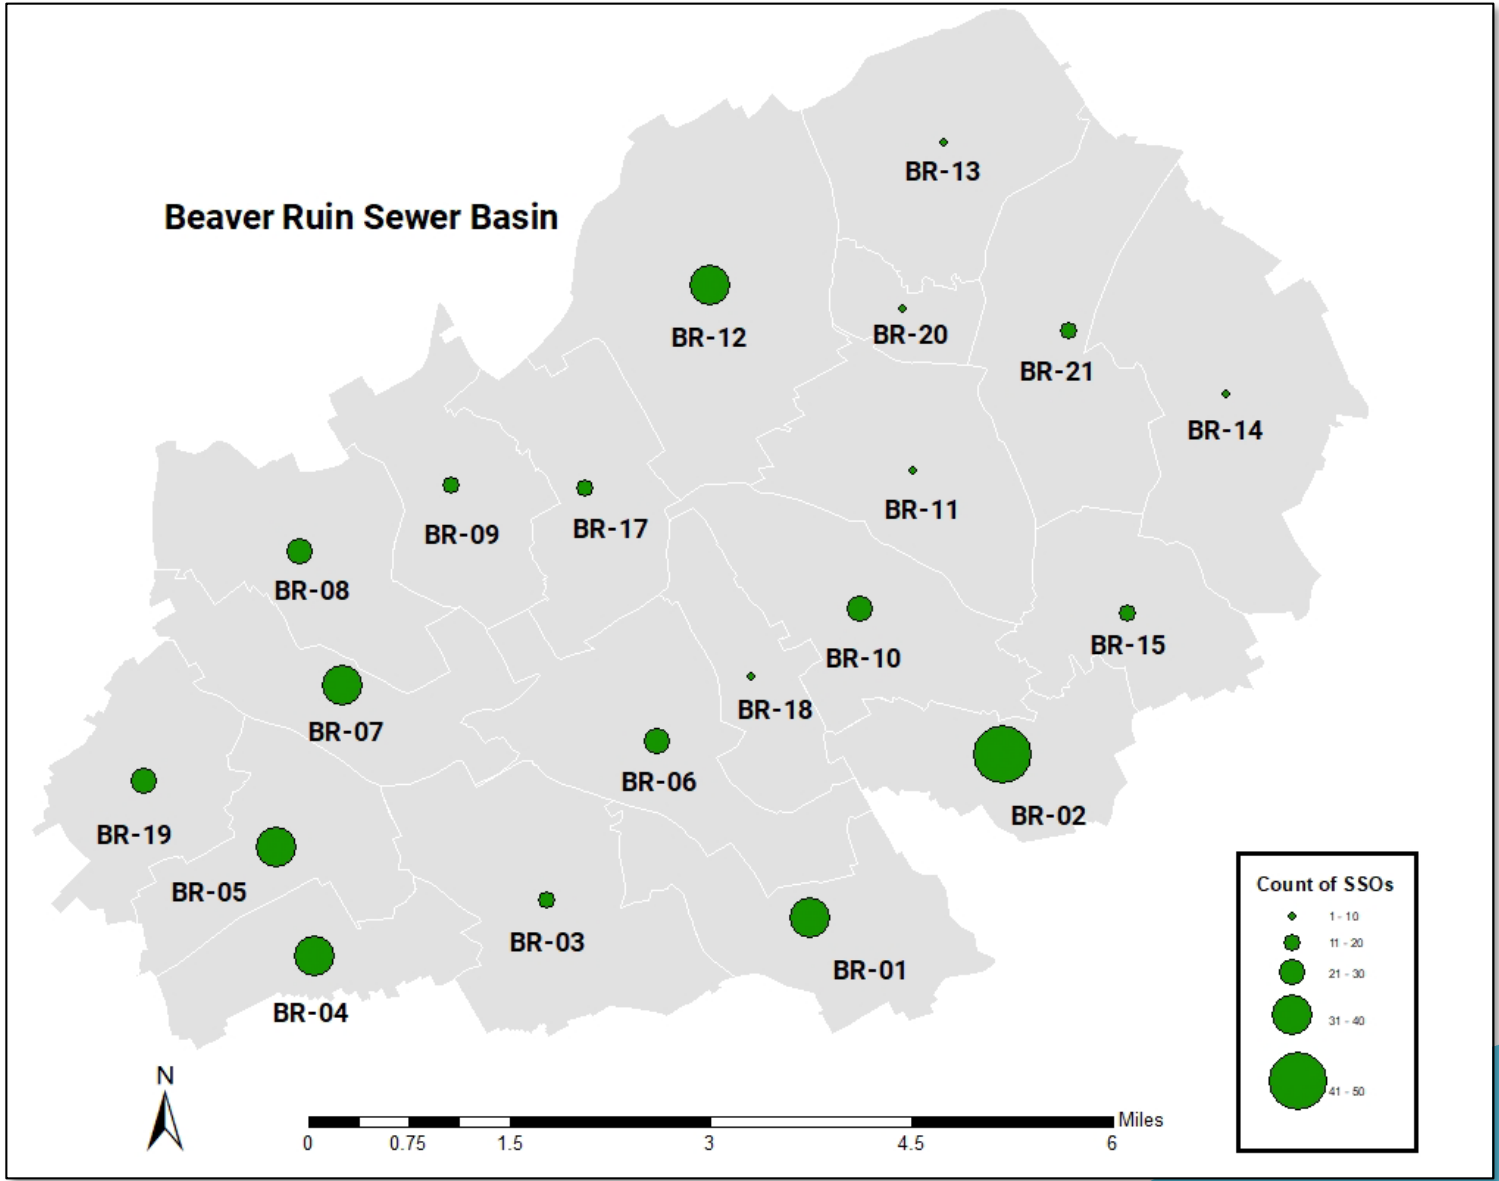 BR-13
Beaver Ruin Sewer Basin
BR-12
BR-20
BR-21
BR-14
BR-11
BR-09
BR-17
BR-08
BR-10
BR-15
BR-18
BR-07
BR-06
BR-02
BR-19
BR-05
BR-03
BR-01
BR-04
Count of SSOs
1 - 10
11 - 20
21 - 30
31 - 40
41 - 50
N
Miles
0 0.75 1.5 3 4.5 6